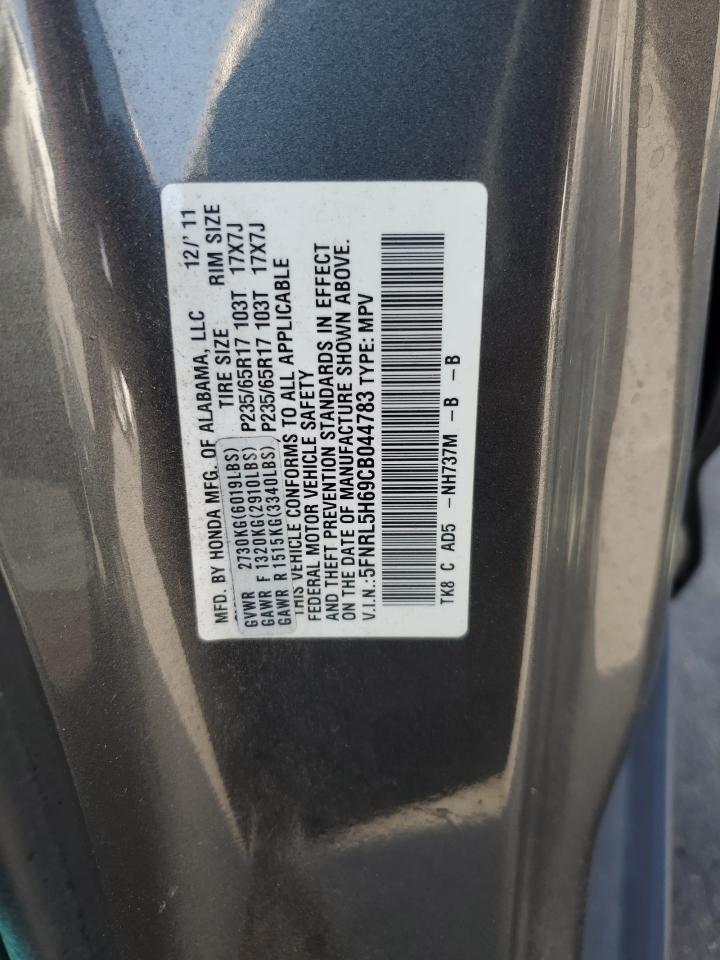 MFD. BY HONDA MFG. OF ALABAMA, LLC 12/' 11
TIRE SIZE RIM SIZE
GVWR 2730KG(6019LBS)
GAWR F 1320KG(2910LBS) P235/65R17 103T 17X7J
GAWR R 1515KG(3340LBS) P235/65R17 103T 17X7J
THIS VEHICLE CONFORMS TO ALL APPLICABLE
FEDERAL MOTOR VEHICLE SAFETY
AND THEFT PREVENTION STANDARDS IN EFFECT
ON THE DATE OF MANUFACTURE SHOWN ABOVE.
V.I.N.:5FNRL5H69CB044783 TYPE: MPV
TK8 C AD5 -NH737M -B -B